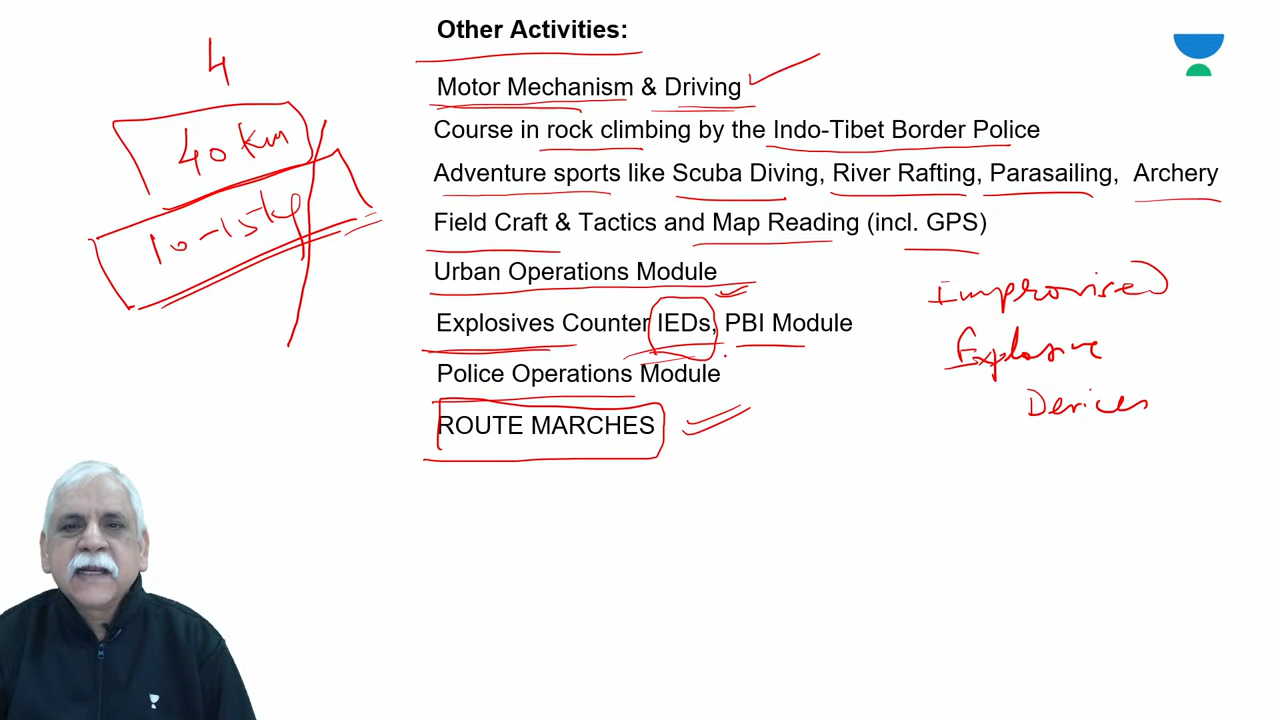 Other Activities:
Motor Mechanism & Driving
Course in rock climbing by the Indo-Tibet Border Police
Adventure sports like Scuba Diving, River Rafting, Parasailing, Archery
Field Craft & Tactics and Map Reading (incl. GPS)
Urban Operations Module
Explosives Counter IEDs, PBI Module
Police Operations Module
ROUTE MARCHES
4
40 km
10-15 kg
Improvised
Explosive
Devices